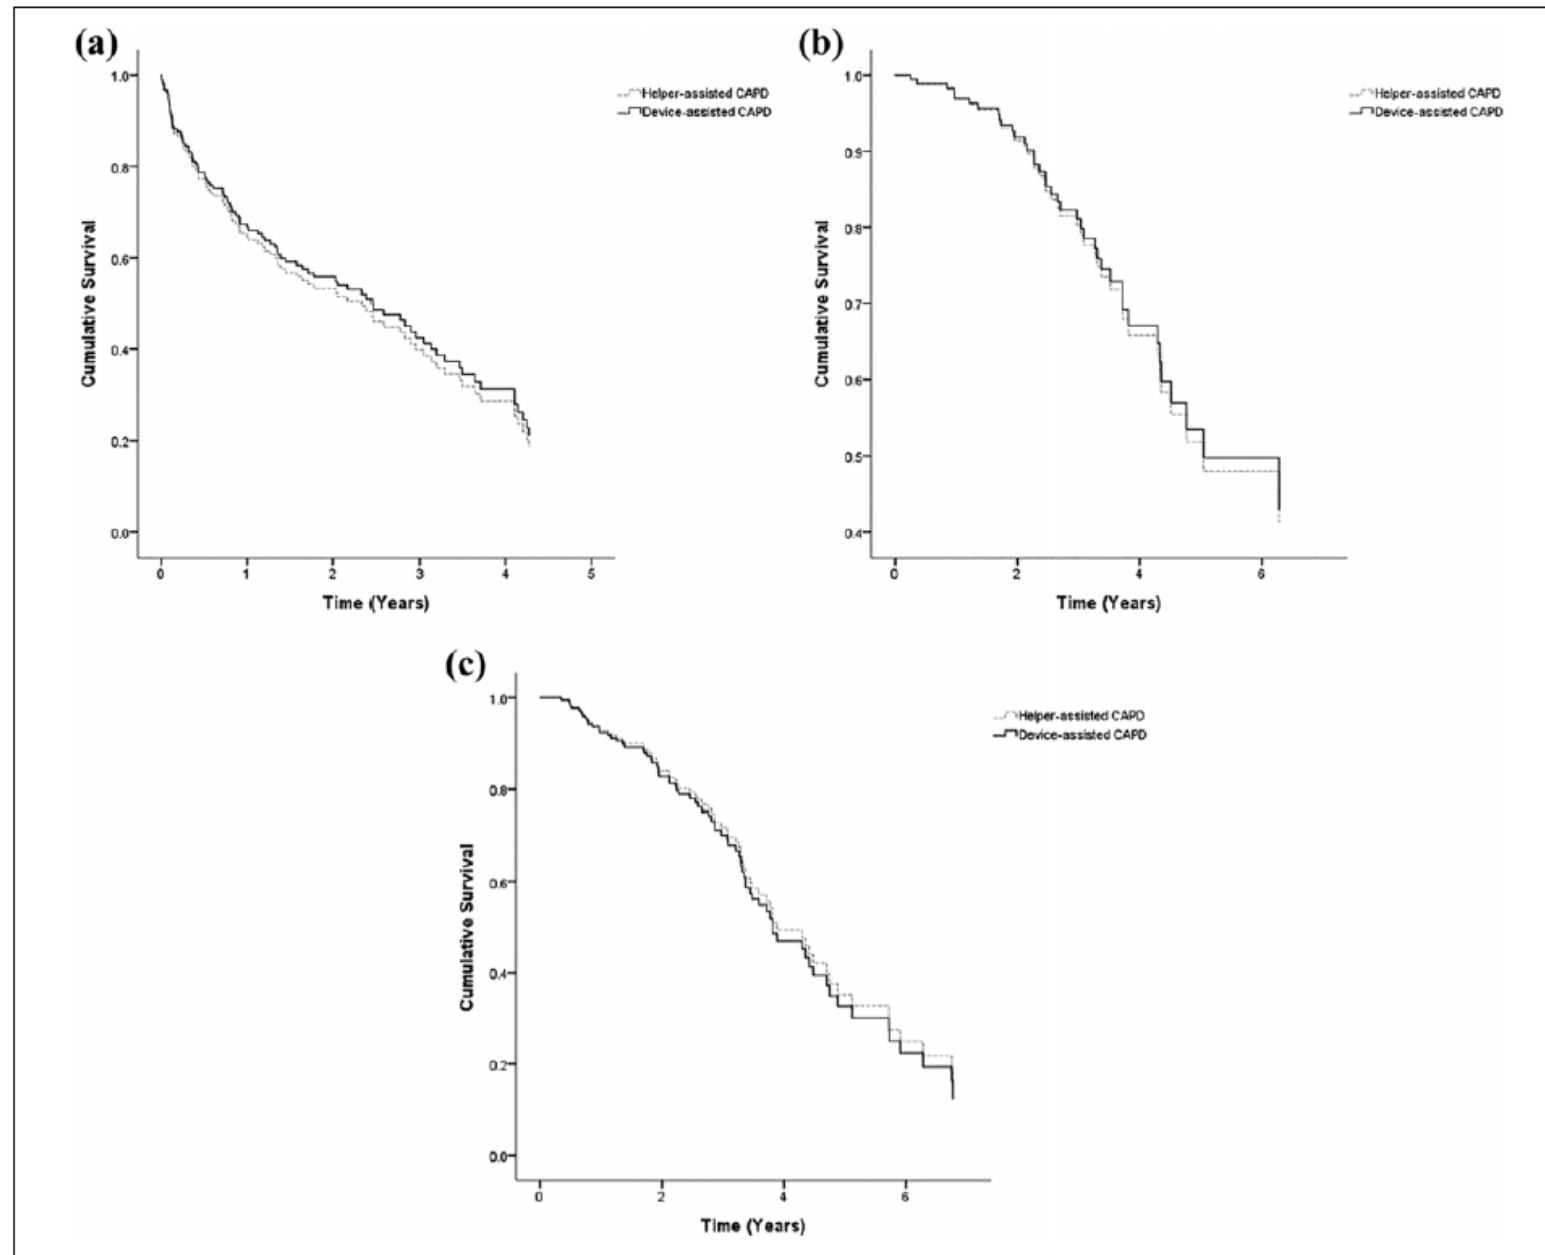 (a)
Helper-assisted CAPD
Device-assisted CAPD
1.0
0.8
0.6
0.4
0.2
0.0
Cumulative Survival
0 1 2 3 4 5
Time (Years)
(b)
Helper-assisted CAPD
Device-assisted CAPD
1.0
0.9
0.8
0.7
0.6
0.5
0.4
Cumulative Survival
0 2 4 6
Time (Years)
(c)
Helper-assisted CAPD
Device-assisted CAPD
1.0
0.8
0.6
0.4
0.2
0.0
Cumulative Survival
0 2 4 6
Time (Years)